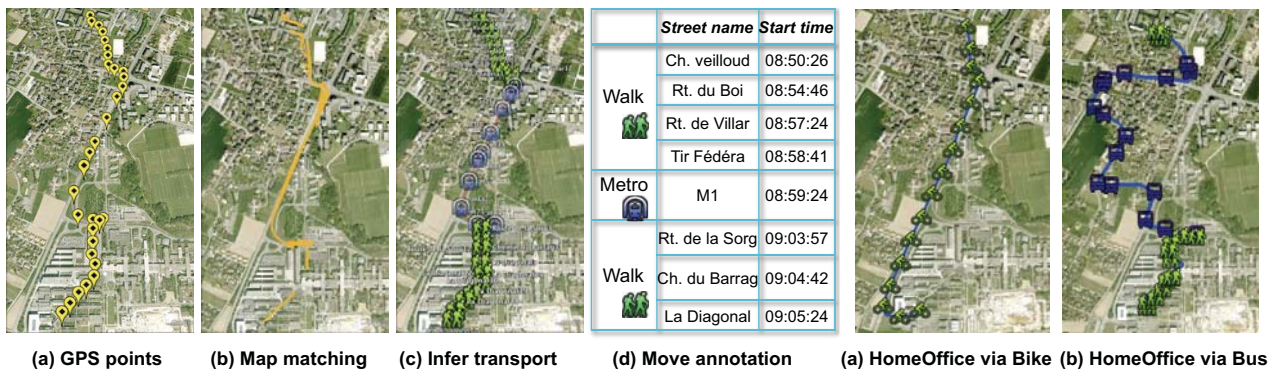 Street name Start time
Walk
Ch. veilloud 08:50:26
Rt. du Boi 08:54:46
Rt. de Villar 08:57:24
Tir Fédéra 08:58:41
Metro
M1 08:59:24
Walk
Rt. de la Sorg 09:03:57
Ch. du Barrag 09:04:42
La Diagonal 09:05:24
(a) GPS points
(b) Map matching
(c) Infer transport
(d) Move annotation
(a) HomeOffice via Bike
(b) HomeOffice via Bus